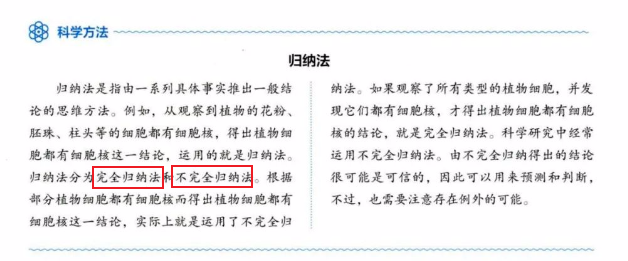 科学方法
归纳法
归纳法是指由一系列具体事实推出一般结
论的思维方法。例如，从观察到植物的花粉、
胚珠、柱头等的细胞都有细胞核，得出植物细
胞都有细胞核这一结论，运用的就是归纳法。
归纳法分为完全归纳法和不完全归纳法。根据
部分植物细胞都有细胞核而得出植物细胞都有
细胞核这一结论，实际上就是运用了不完全归
纳法。如果观察了所有类型的植物细胞，并发
现它们都有细胞核，才得出植物细胞都有细胞
核的结论，就是完全归纳法。科学研究中经常
运用不完全归纳法。由不完全归纳得出的结论
很可能是可信的，因此可以用来预测和判断，
不过，也需要注意存在例外的可能。